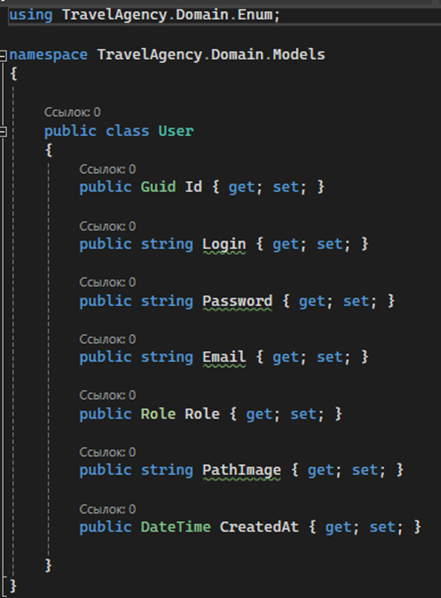 using TravelAgency.Domain.Enum;
namespace TravelAgency.Domain.Models
{
Ссылок: 0
public class User
{
Ссылок: 0
public Guid Id { get; set; }
Ссылок: 0
public string Login { get; set; }
Ссылок: 0
public string Password { get; set; }
Ссылок: 0
public string Email { get; set; }
Ссылок: 0
public Role Role { get; set; }
Ссылок: 0
public string PathImage { get; set; }
Ссылок: 0
public DateTime CreatedAt { get; set; }
}
}